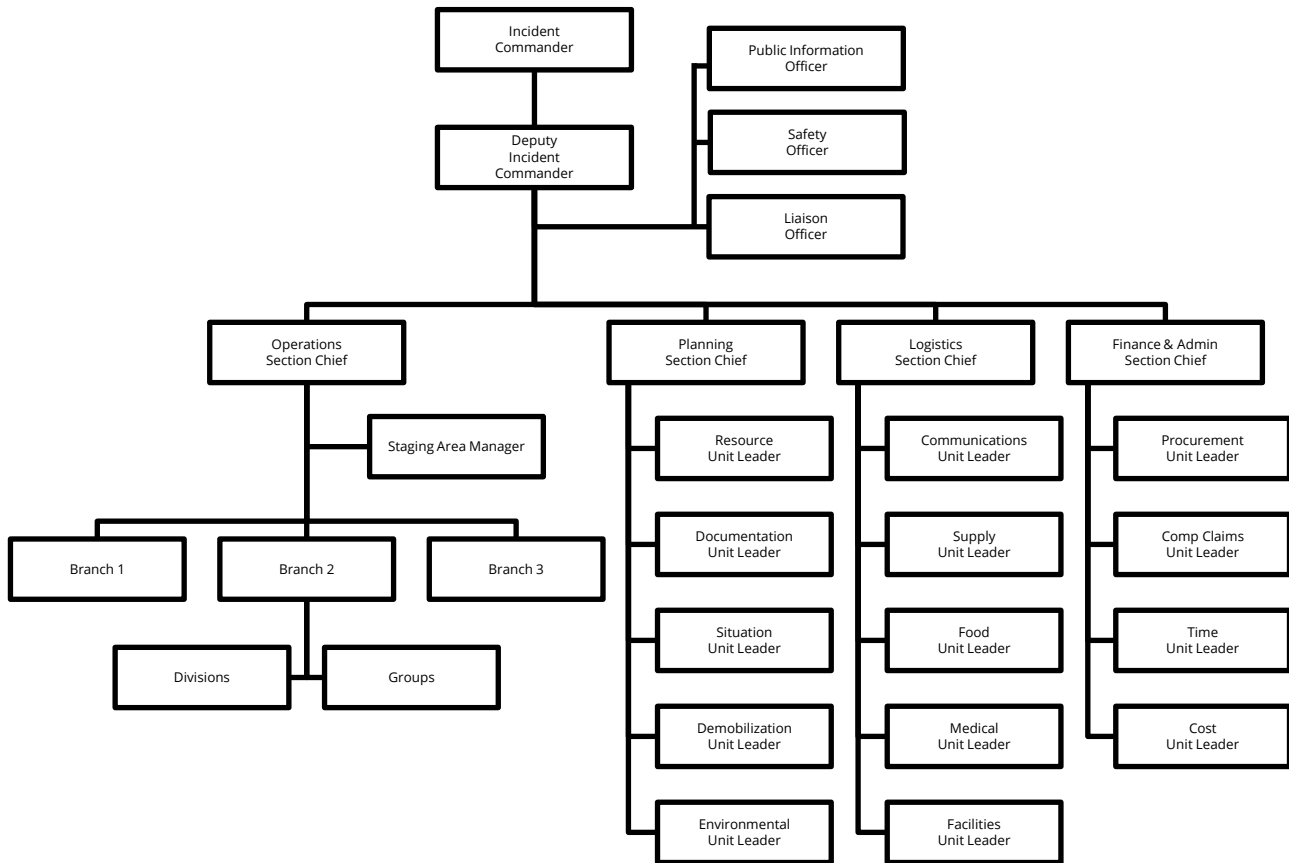 Incident
Commander
Public Information
Officer
Deputy
Incident
Commander
Safety
Officer
Liaison
Officer
Operations
Section Chief
Planning
Section Chief
Logistics
Section Chief
Finance & Admin
Section Chief
Staging Area Manager
Resource
Unit Leader
Communications
Unit Leader
Procurement
Unit Leader
Branch 1
Branch 2
Branch 3
Documentation
Unit Leader
Supply
Unit Leader
Comp Claims
Unit Leader
Divisions
Groups
Situation
Unit Leader
Food
Unit Leader
Time
Unit Leader
Demobilization
Unit Leader
Medical
Unit Leader
Cost
Unit Leader
Environmental
Unit Leader
Facilities
Unit Leader